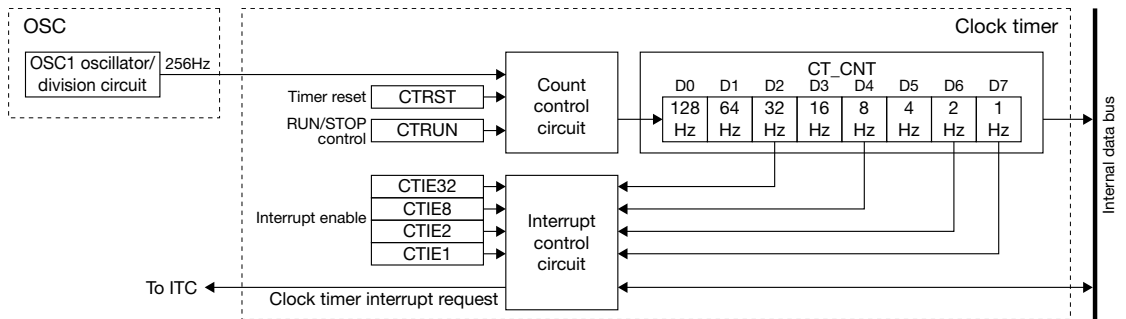 OSC
Clock timer
OSC1 oscillator/
division circuit
256Hz
Timer reset
CTRST
RUN/STOP
control
CTRUN
Count
control
circuit
CT_CNT
D0 D1 D2 D3 D4 D5 D6 D7
128 64 32 16 8 4 2 1
Hz Hz Hz Hz Hz Hz Hz Hz
Internal data bus
Interrupt enable
CTIE32
CTIE8
CTIE2
CTIE1
Interrupt
control
circuit
To ITC
Clock timer interrupt request